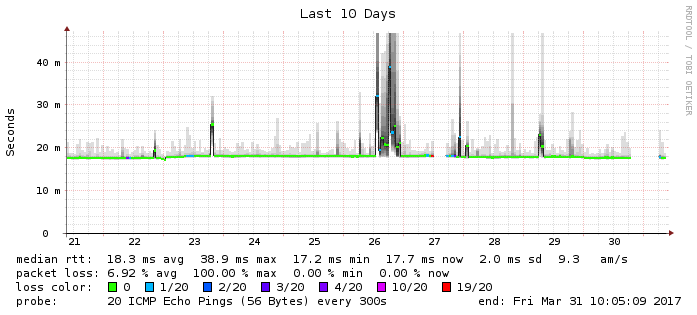 Last 10 Days
RRDTOOL / TOBI OETIKER
Seconds
40 m
30 m
20 m
10 m
0
21 22 23 24 25 26 27 28 29 30
median rtt: 18.3 ms avg 38.9 ms max 17.2 ms min 17.7 ms now 2.0 ms sd 9.3 am/s
packet loss: 6.92 % avg 100.00 % max 0.00 % min 0.00 % now
loss color: 0 1/20 2/20 3/20 4/20 10/20 19/20
probe: 20 ICMP Echo Pings (56 Bytes) every 300s end: Fri Mar 31 10:05:09 2017